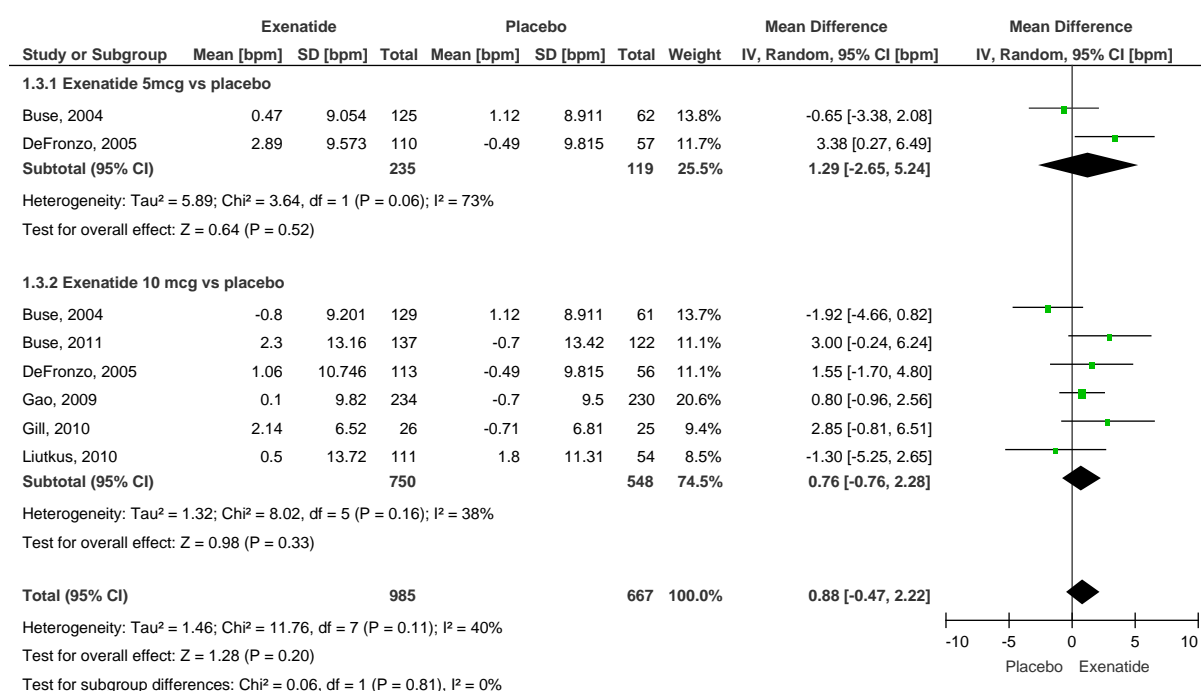 Exenatide Placebo Mean Difference Mean Difference
Study or Subgroup Mean [bpm] SD [bpm] Total Mean [bpm] SD [bpm] Total Weight IV, Random, 95% CI [bpm] IV, Random, 95% CI [bpm]
1.3.1 Exenatide 5mcg vs placebo
Buse, 2004 0.47 9.054 125 1.12 8.911 62 13.8% -0.65 [-3.38, 2.08]
DeFronzo, 2005 2.89 9.573 110 -0.49 9.815 57 11.7% 3.38 [0.27, 6.49]
Subtotal (95% CI) 235 119 25.5% 1.29 [-2.65, 5.24]
Heterogeneity: Tau² = 5.89; Chi² = 3.64, df = 1 (P = 0.06); I² = 73%
Test for overall effect: Z = 0.64 (P = 0.52)
1.3.2 Exenatide 10 mcg vs placebo
Buse, 2004 -0.8 9.201 129 1.12 8.911 61 13.7% -1.92 [-4.66, 0.82]
Buse, 2011 2.3 13.16 137 -0.7 13.42 122 11.1% 3.00 [-0.24, 6.24]
DeFronzo, 2005 1.06 10.746 113 -0.49 9.815 56 11.1% 1.55 [-1.70, 4.80]
Gao, 2009 0.1 9.82 234 -0.7 9.5 230 20.6% 0.80 [-0.96, 2.56]
Gill, 2010 2.14 6.52 26 -0.71 6.81 25 9.4% 2.85 [-0.81, 6.51]
Liutkus, 2010 0.5 13.72 111 1.8 11.31 54 8.5% -1.30 [-5.25, 2.65]
Subtotal (95% CI) 750 548 74.5% 0.76 [-0.76, 2.28]
Heterogeneity: Tau² = 1.32; Chi² = 8.02, df = 5 (P = 0.16); I² = 38%
Test for overall effect: Z = 0.98 (P = 0.33)
Total (95% CI) 985 667 100.0% 0.88 [-0.47, 2.22]
Heterogeneity: Tau² = 1.46; Chi² = 11.76, df = 7 (P = 0.11); I² = 40%
Test for overall effect: Z = 1.28 (P = 0.20)
Test for subgroup differences: Chi² = 0.06, df = 1 (P = 0.81), I² = 0%
-10 -5 0 5 10
Placebo Exenatide